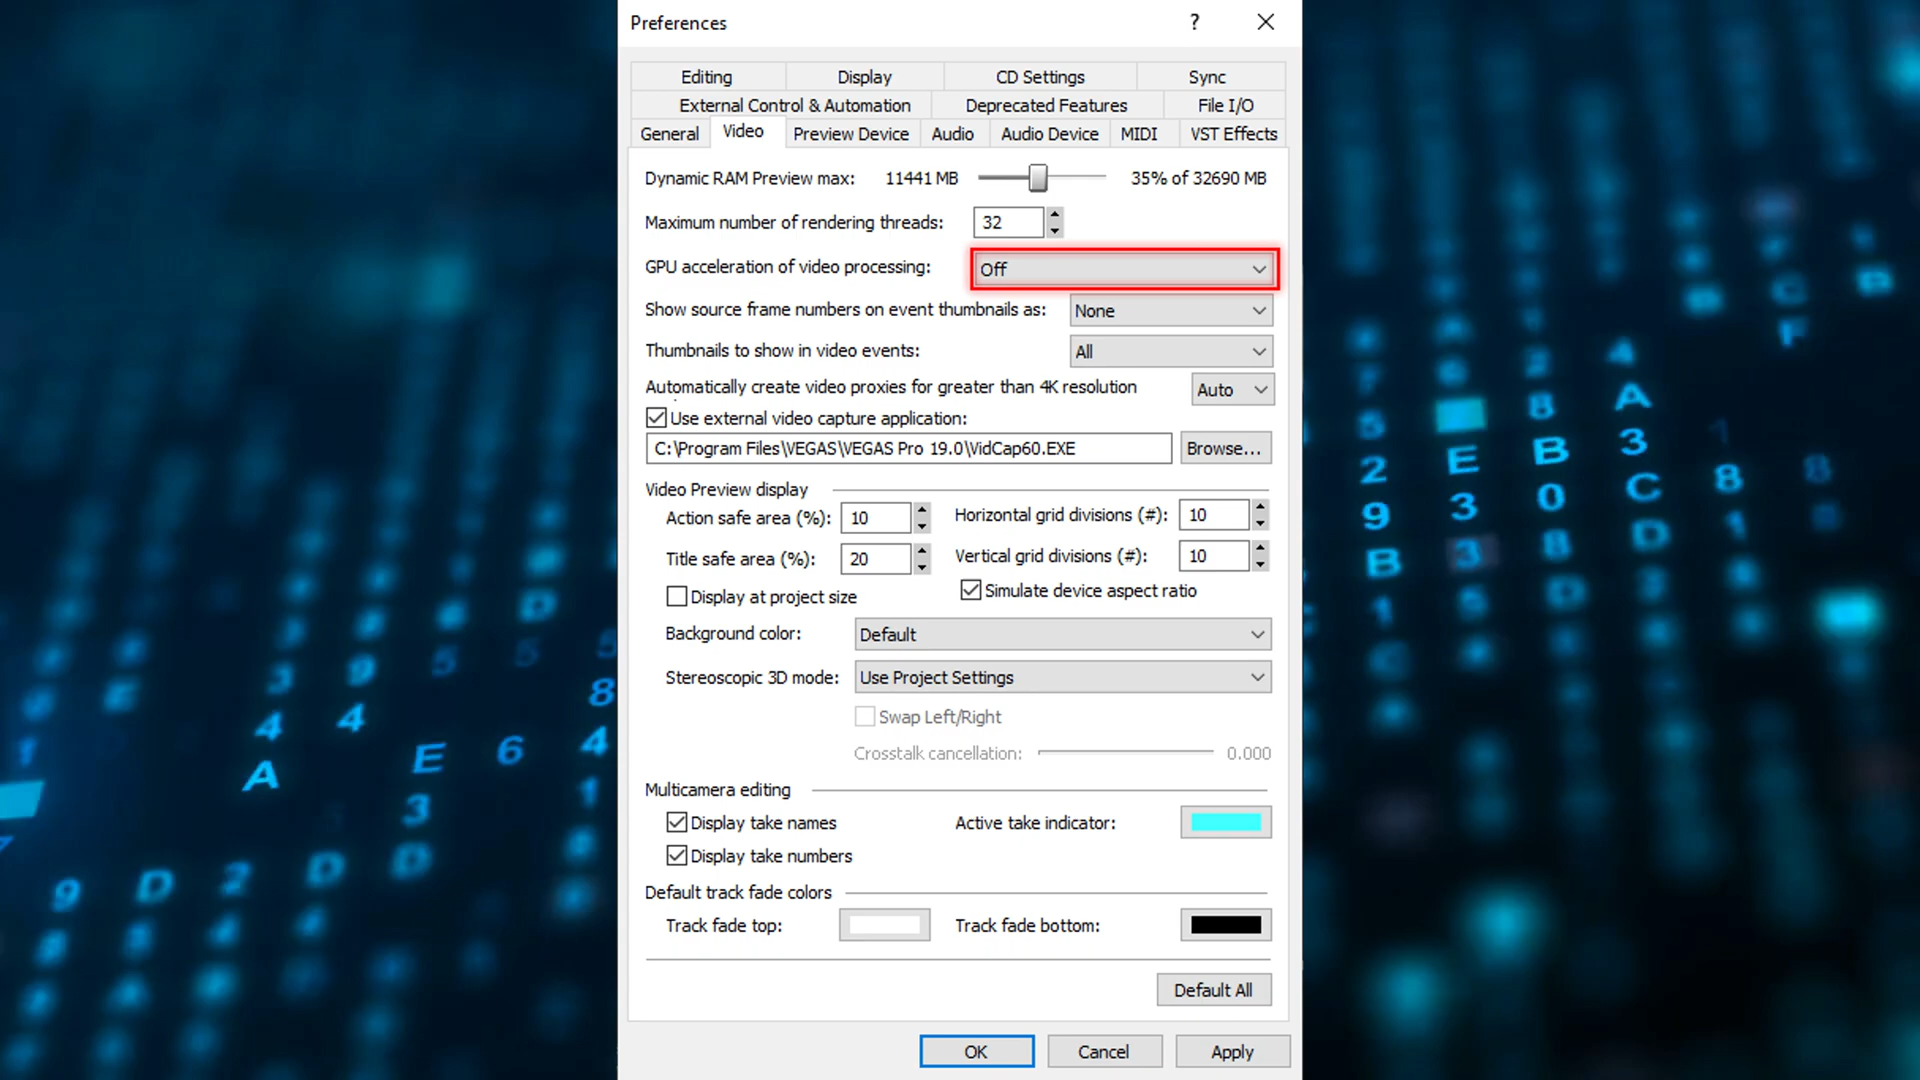 Preferences ?
Editing Display CD Settings Sync
External Control & Automation Deprecated Features File I/O
General Video Preview Device Audio Audio Device MIDI VST Effects
Dynamic RAM Preview max: 11441 MB 35% of 32690 MB
Maximum number of rendering threads: 32
GPU acceleration of video processing: Off
Show source frame numbers on event thumbnails as: None
Thumbnails to show in video events: All
Automatically create video proxies for greater than 4K resolution Auto
Use external video capture application:
C:\Program Files\VEGAS\VEGAS Pro 19.0\VidCap60.EXE Browse...
Video Preview display
Action safe area (%): 10 Horizontal grid divisions (#): 10
Title safe area (%): 20 Vertical grid divisions (#): 10
Display at project size Simulate device aspect ratio
Background color: Default
Stereoscopic 3D mode: Use Project Settings
Swap Left/Right
Crosstalk cancellation: 0.000
Multicamera editing
Display take names Active take indicator:
Display take numbers
Default track fade colors
Track fade top: Track fade bottom:
Default All
OK Cancel Apply